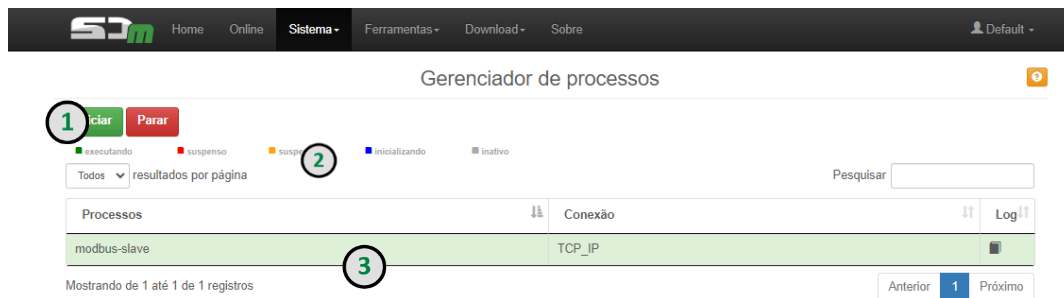 SDm Home Online Sistema Ferramentas Download Sobre Default
Gerenciador de processos
1 Parar
executando suspenso inicializando inativo
2
Todos resultados por página Pesquisar
Processos Conexão Log
modbus-slave TCP_IP
3
Mostrando de 1 até 1 de 1 registros Anterior 1 Próximo